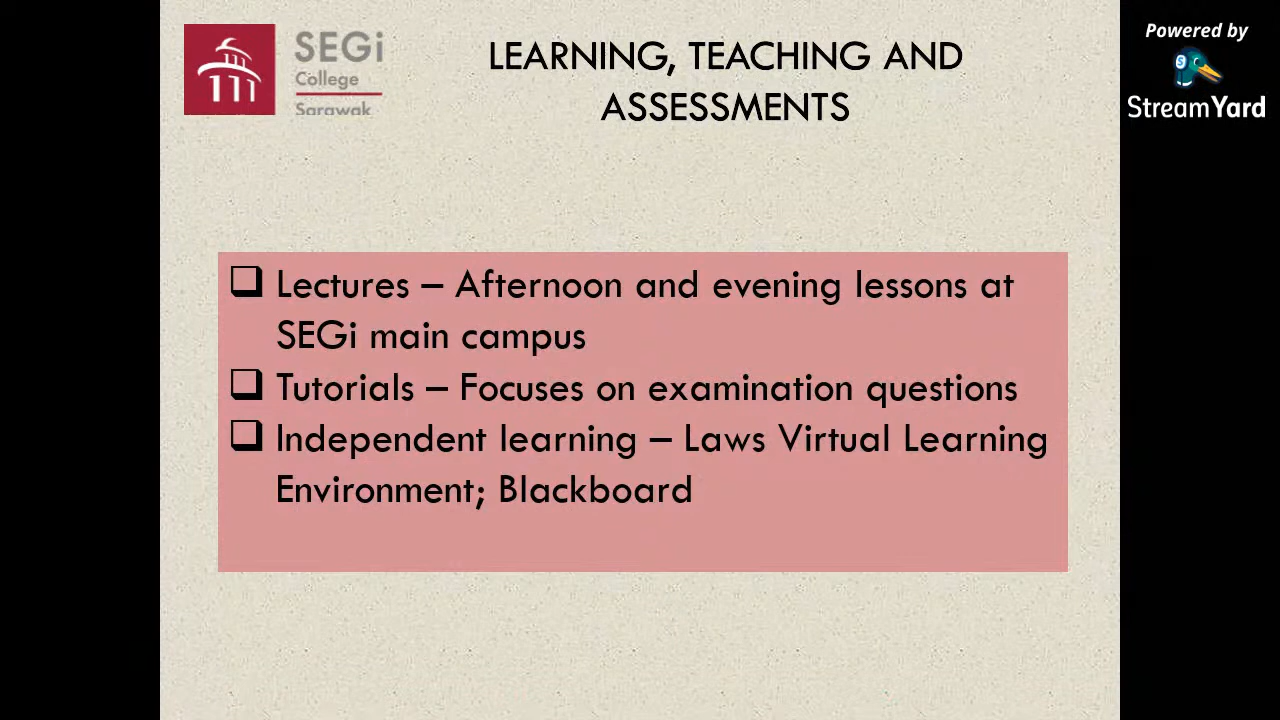 SEGi
College
Sarawak
LEARNING, TEACHING AND
ASSESSMENTS
Powered by
StreamYard
❑ Lectures – Afternoon and evening lessons at
SEGi main campus
❑ Tutorials – Focuses on examination questions
❑ Independent learning – Laws Virtual Learning
Environment; Blackboard